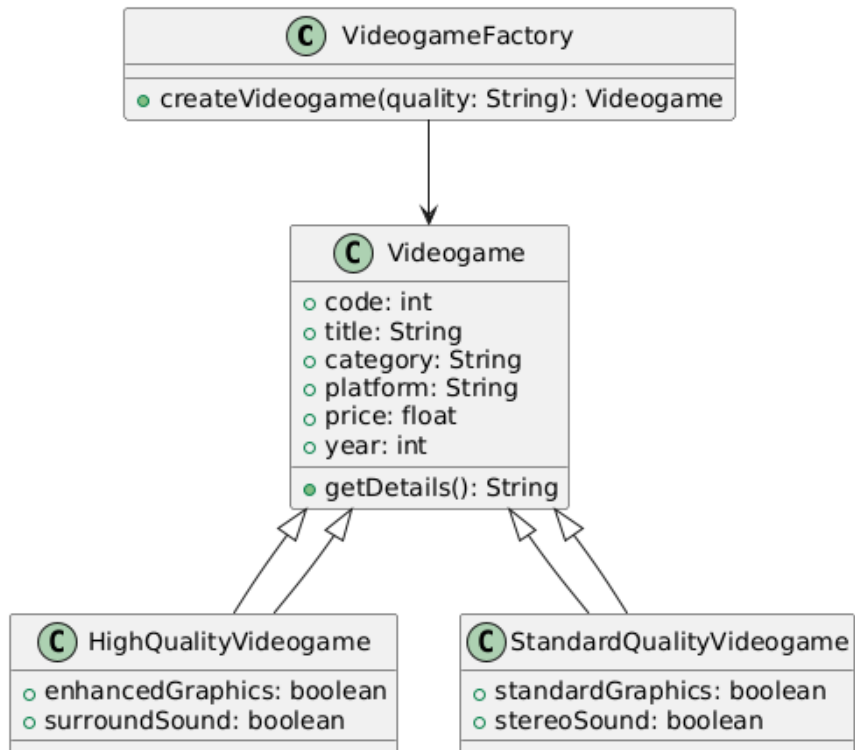 C VideogameFactory
createVideogame(quality: String): Videogame
C Videogame
code: int
title: String
category: String
platform: String
price: float
year: int
getDetails(): String
C HighQualityVideogame
enhancedGraphics: boolean
surroundSound: boolean
C StandardQualityVideogame
standardGraphics: boolean
stereoSound: boolean